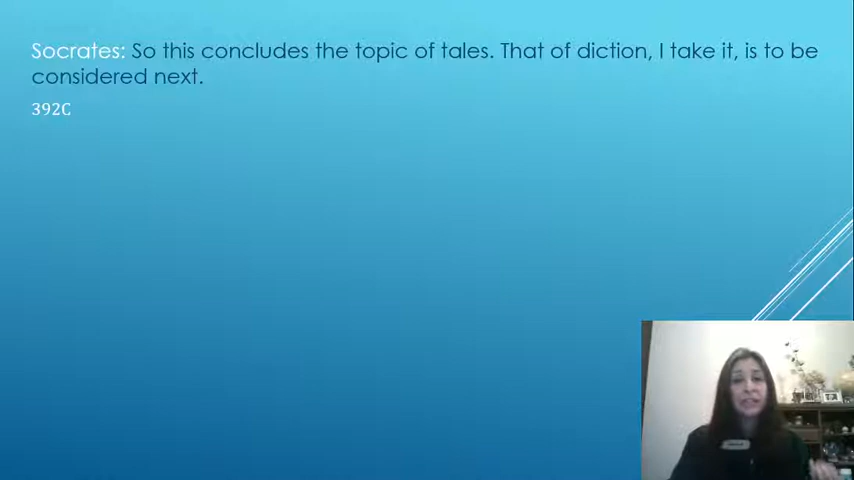 Socrates: So this concludes the topic of tales. That of diction, I take it, is to be
considered next.
392C